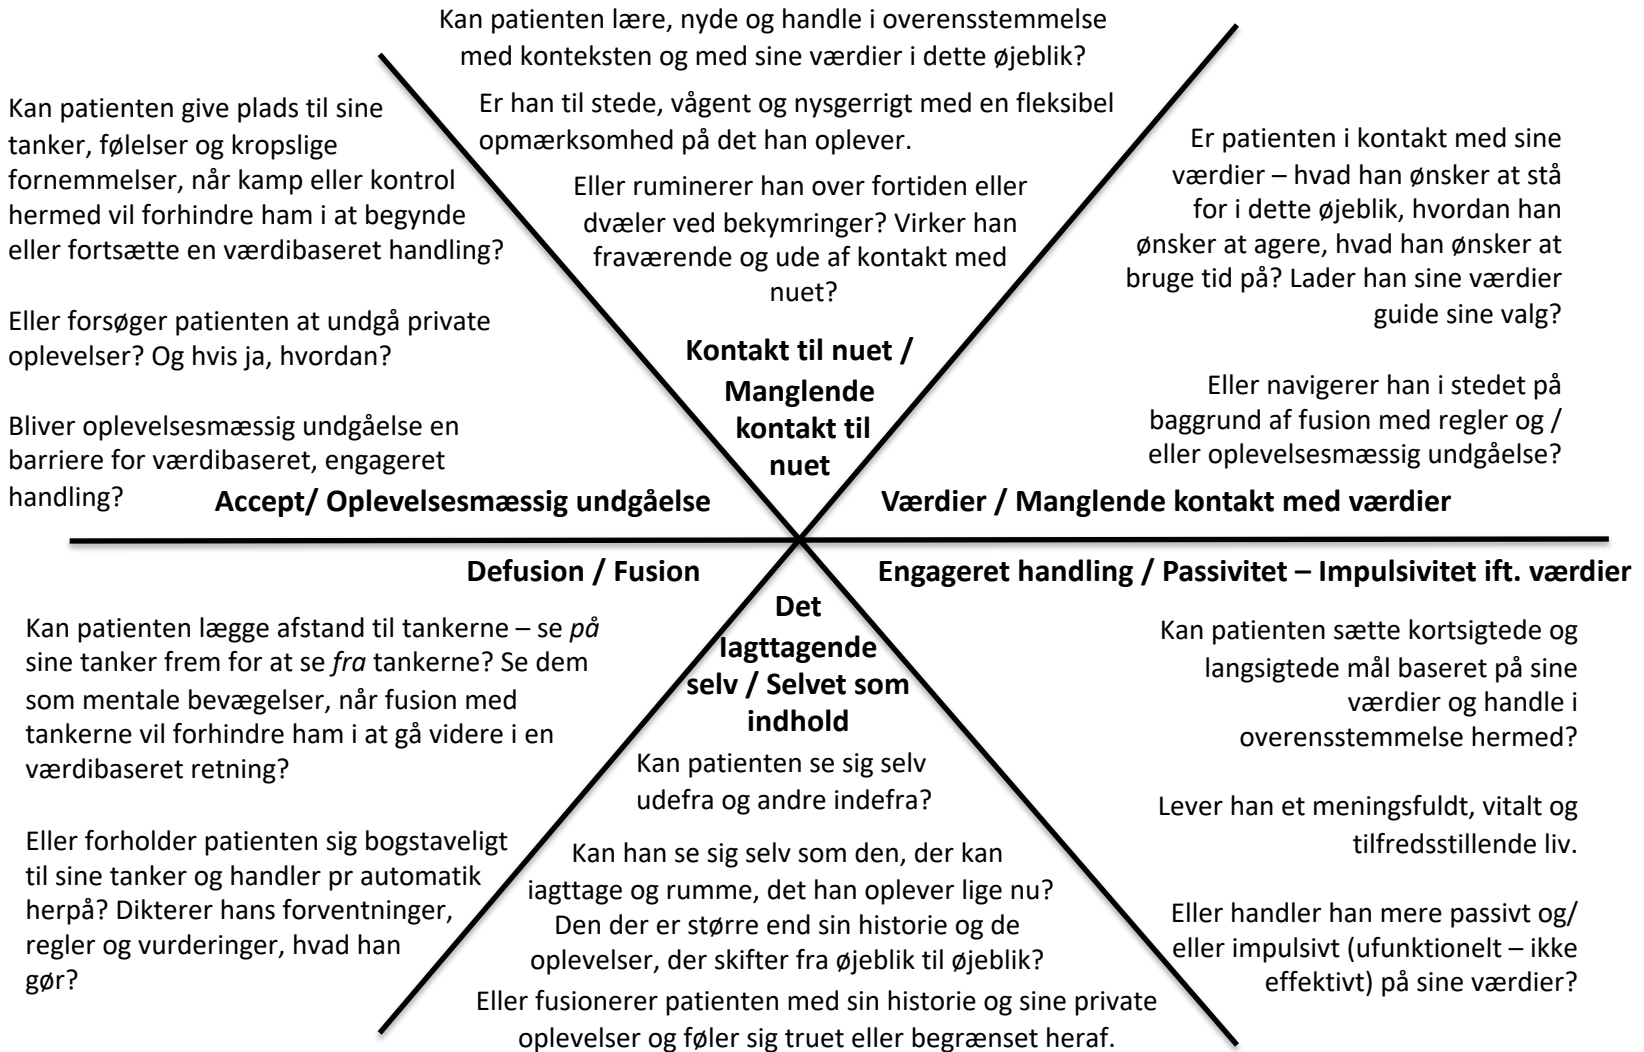 Kan patienten lære, nyde og handle i overensstemmelse
med konteksten og med sine værdier i dette øjeblik?
Er han til stede, vågent og nysgerrigt med en fleksibel
opmærksomhed på det han oplever.
Eller ruminerer han over fortiden eller
dvæler ved bekymringer? Virker han
fraværende og ude af kontakt med
nuet?
Kontakt til nuet /
Manglende
kontakt til
nuet
Kan patienten give plads til sine
tanker, følelser og kropslige
fornemmelser, når kamp eller kontrol
hermed vil forhindre ham i at begynde
eller fortsætte en værdibaseret handling?
Eller forsøger patienten at undgå private
oplevelser? Og hvis ja, hvordan?
Bliver oplevelsesmæssig undgåelse en
barriere for værdibaseret, engageret
handling?
Accept/ Oplevelsesmæssig undgåelse
Er patienten i kontakt med sine
værdier – hvad han ønsker at stå
for i dette øjeblik, hvordan han
ønsker at agere, hvad han ønsker at
bruge tid på? Lader han sine værdier
guide sine valg?
Eller navigerer han i stedet på
baggrund af fusion med regler og /
eller oplevelsesmæssig undgåelse?
Værdier / Manglende kontakt med værdier
Defusion / Fusion
Kan patienten lægge afstand til tankerne – se på
sine tanker frem for at se fra tankerne? Se dem
som mentale bevægelser, når fusion med
tankerne vil forhindre ham i at gå videre i en
værdibaseret retning?
Eller forholder patienten sig bogstaveligt
til sine tanker og handler pr automatik
herpå? Dikterer hans forventninger,
regler og vurderinger, hvad han
gør?
Det
Iagttagende
selv / Selvet som
indhold
Kan patienten se sig selv
udefra og andre indefra?
Kan han se sig selv som den, der kan
iagttage og rumme, det han oplever lige nu?
Den der er større end sin historie og de
oplevelser, der skifter fra øjeblik til øjeblik?
Eller fusionerer patienten med sin historie og sine private
oplevelser og føler sig truet eller begrænset heraf.
Engageret handling / Passivitet – Impulsivitet ift. værdier
Kan patienten sætte kortsigtede og
langsigtede mål baseret på sine
værdier og handle i
overensstemmelse hermed?
Lever han et meningsfuldt, vitalt og
tilfredsstillende liv.
Eller handler han mere passivt og/
eller impulsivt (ufunktionelt – ikke
effektivt) på sine værdier?